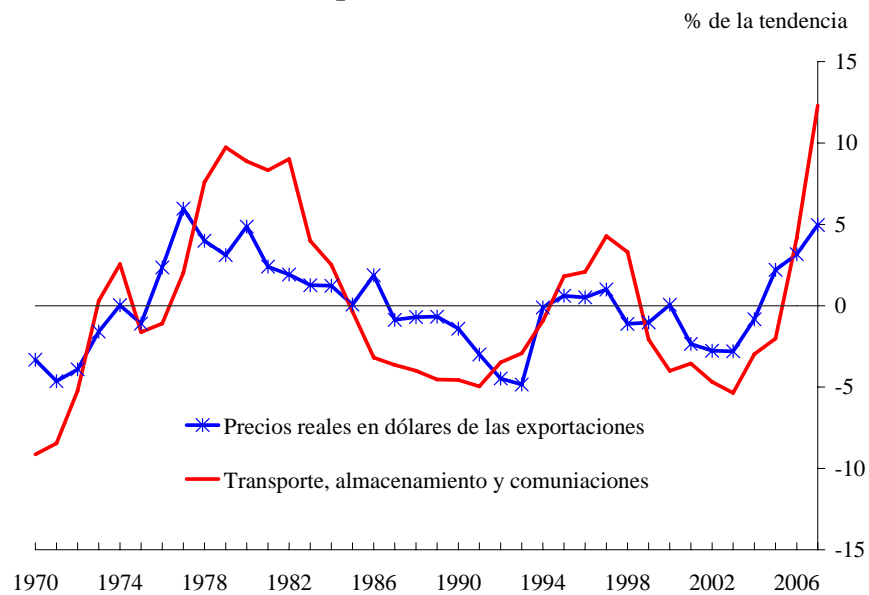 % de la tendencia
15
10
5
0
-5
-10
-15
Precios reales en dólares de las exportaciones
Transporte, almacenamiento y comuniaciones
1970 1974 1978 1982 1986 1990 1994 1998 2002 2006